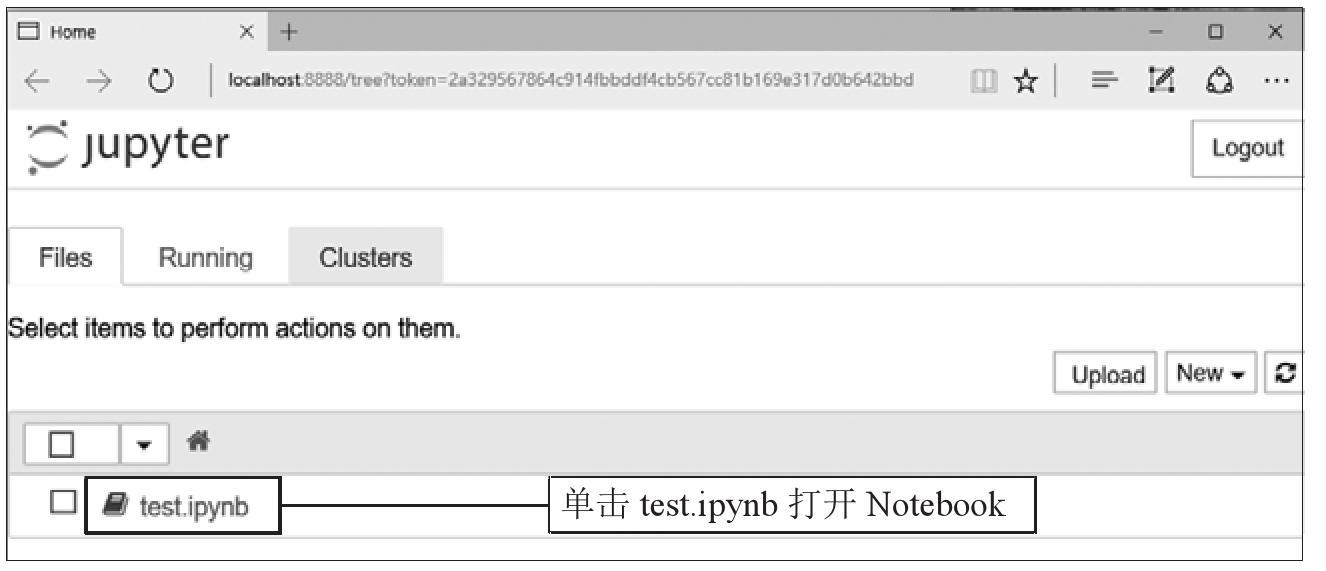 Home
localhost:8888/tree?token=2a329567864c914fbbddf4cb567cc81b169e317d0b642bbd
jupyter
Logout
Files Running Clusters
Select items to perform actions on them.
Upload New
test.ipynb 单击 test.ipynb 打开 Notebook